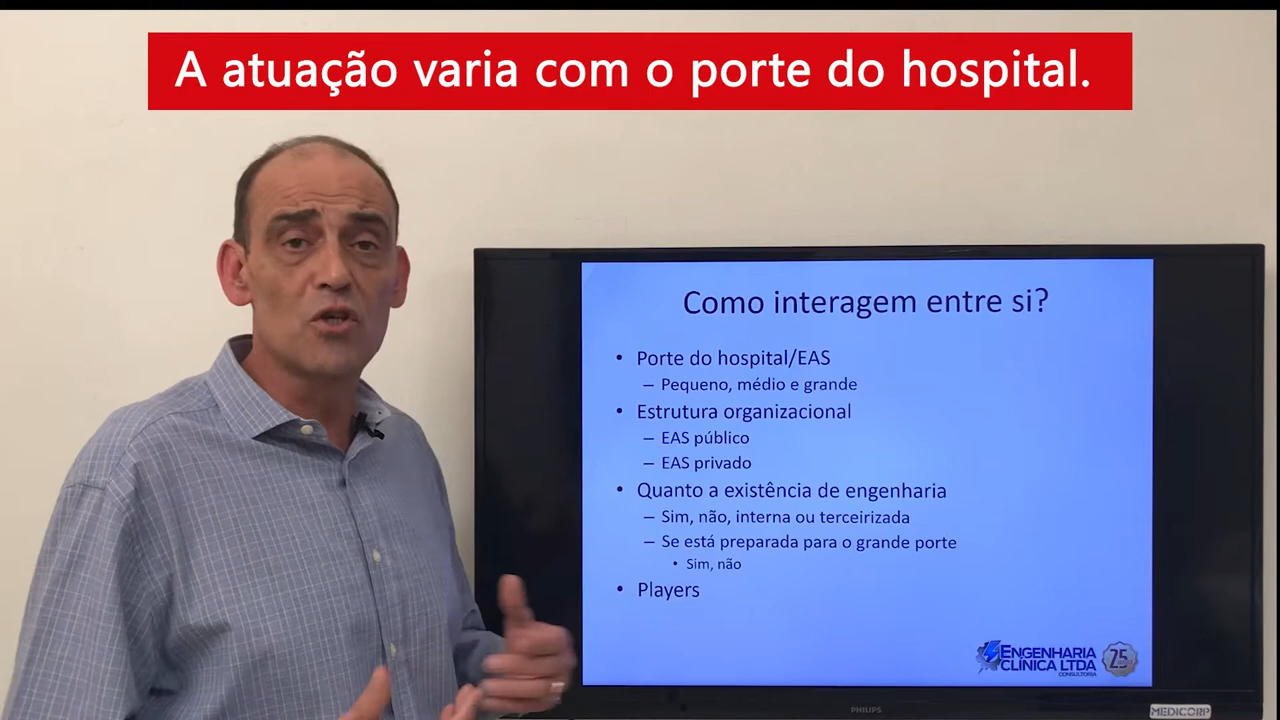 A atuação varia com o porte do hospital.
Como interagem entre si?
• Porte do hospital/EAS
– Pequeno, médio e grande
• Estrutura organizacional
– EAS público
– EAS privado
• Quanto a existência de engenharia
– Sim, não, interna ou terceirizada
– Se está preparada para o grande porte
• Sim, não
• Players
ENGENHARIA
CLÍNICA LTDA
CONSULTORIA
25
PHILIPS
MEDICORP